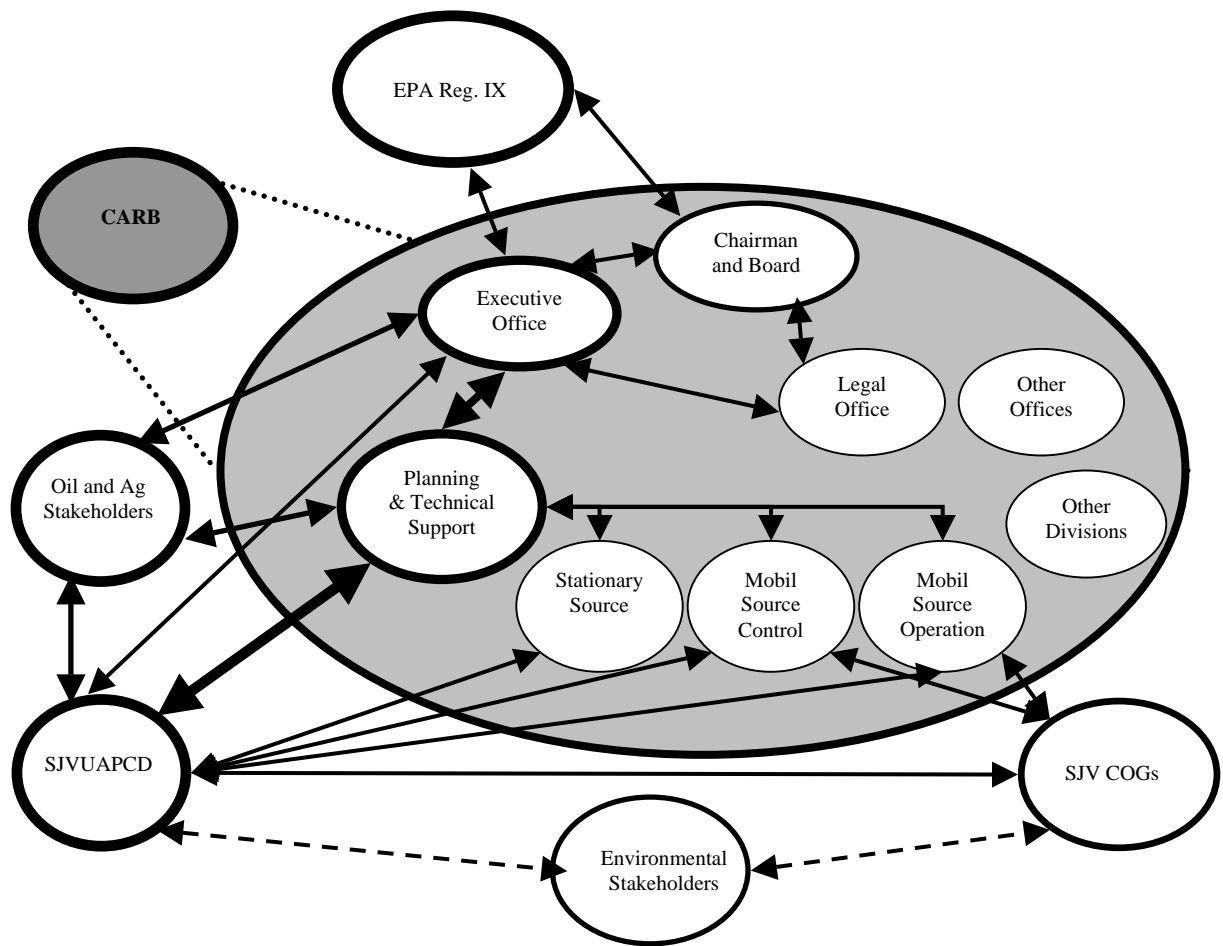 EPA Reg. IX
CARB
Chairman
and Board
Executive
Office
Legal
Office
Other
Offices
Oil and Ag
Stakeholders
Planning
& Technical
Support
Other
Divisions
Stationary
Source
Mobil
Source
Control
Mobil
Source
Operation
SJVUAPCD
SJV COGs
Environmental
Stakeholders